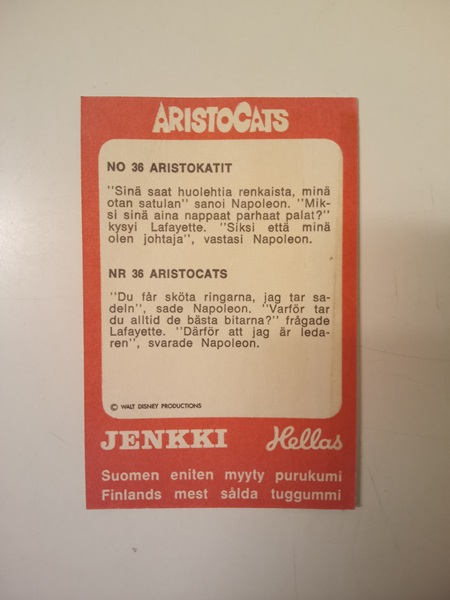 ARISTOCATS
NO 36 ARISTOKATIT
"Sinä saat huolehtia renkaista, minä
otan satulan" sanoi Napoleon. "Mik-
si sinä aina nappaat parhaat palat?"
kysyi Lafayette. "Siksi että minä
olen johtaja", vastasi Napoleon.
NR 36 ARISTOCATS
"Du får sköta ringarna, jag tar sa-
deln", sade Napoleon. "Varför tar
du alltid de bästa bitarna?" frågade
Lafayette. "Därför att jag är leda-
ren", svarade Napoleon.
© WALT DISNEY PRODUCTIONS
JENKKI Hellas
Suomen eniten myyty purukumi
Finlands mest sålda tuggummi